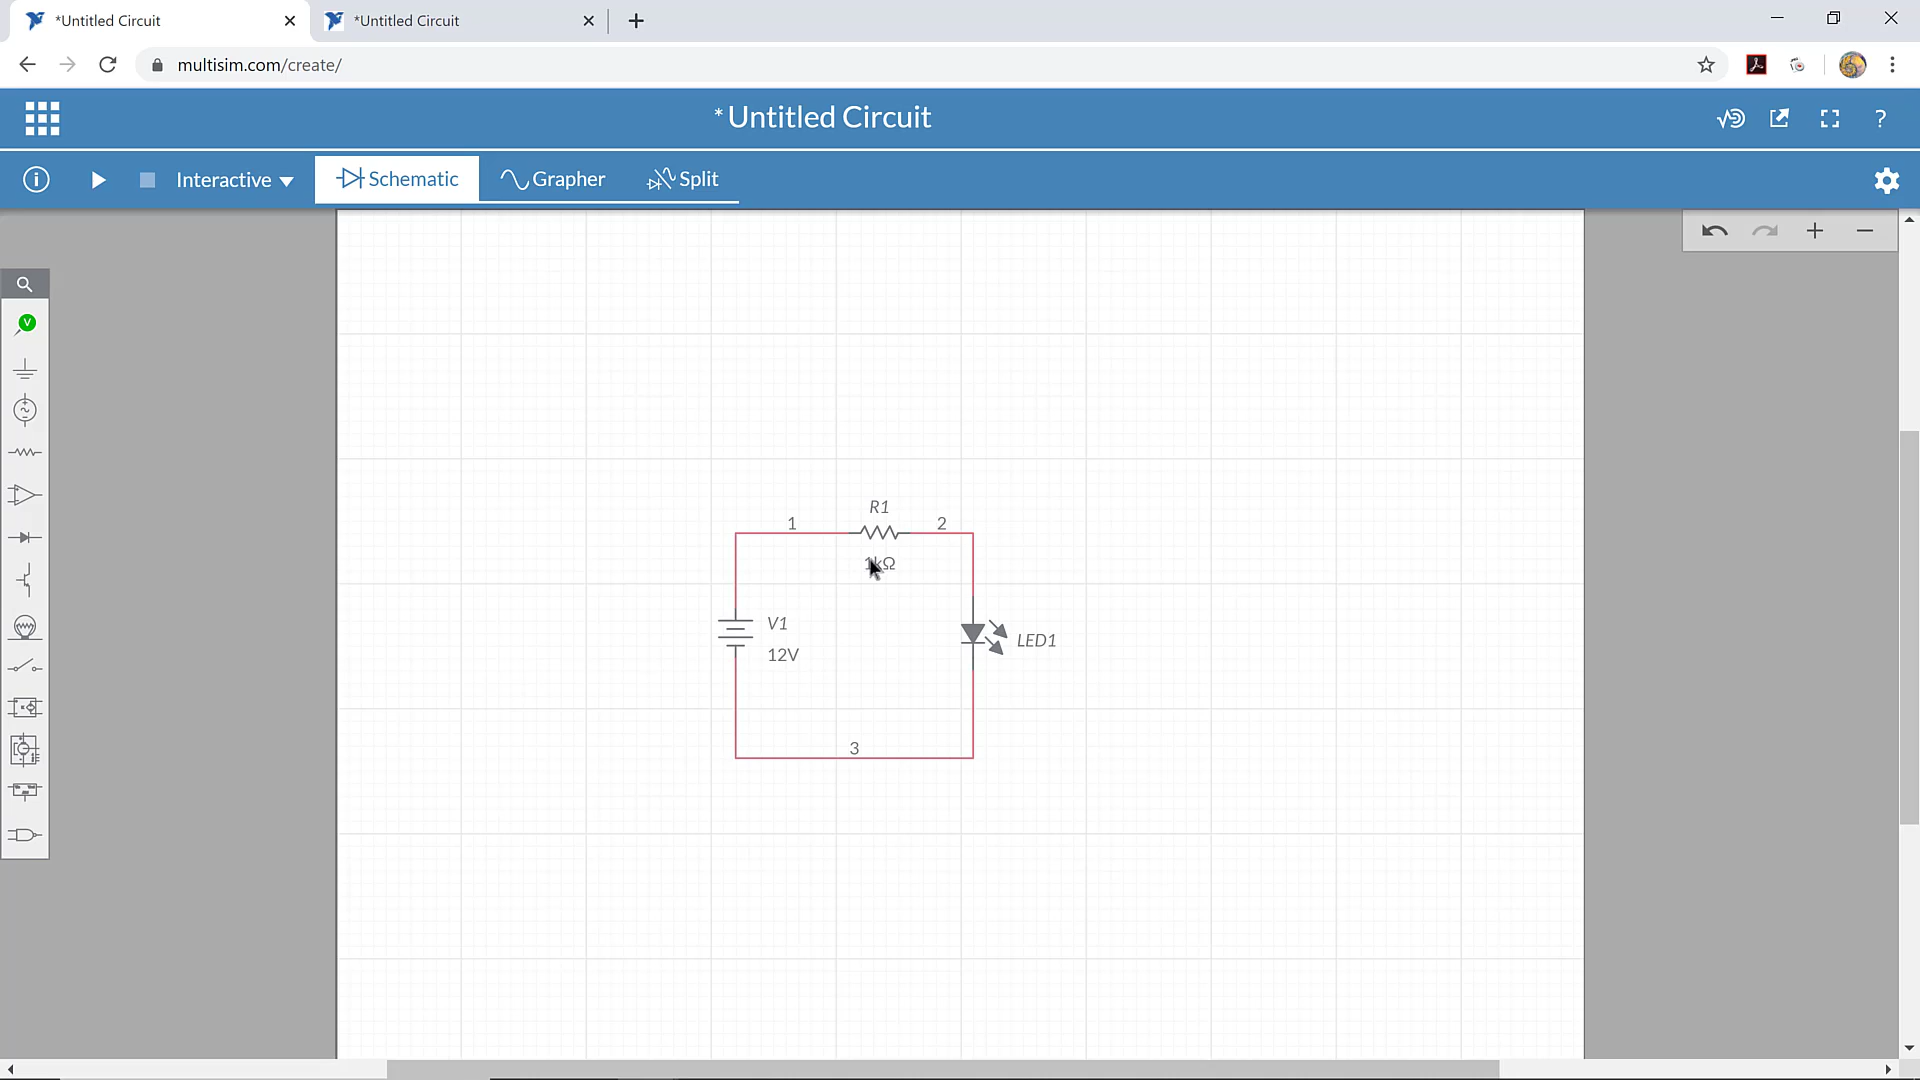 *Untitled Circuit
*Untitled Circuit
multisim.com/create/
*Untitled Circuit
?
Interactive
Schematic
Grapher
Split
V
R1
1
2
1kΩ
V1
12V
LED1
3